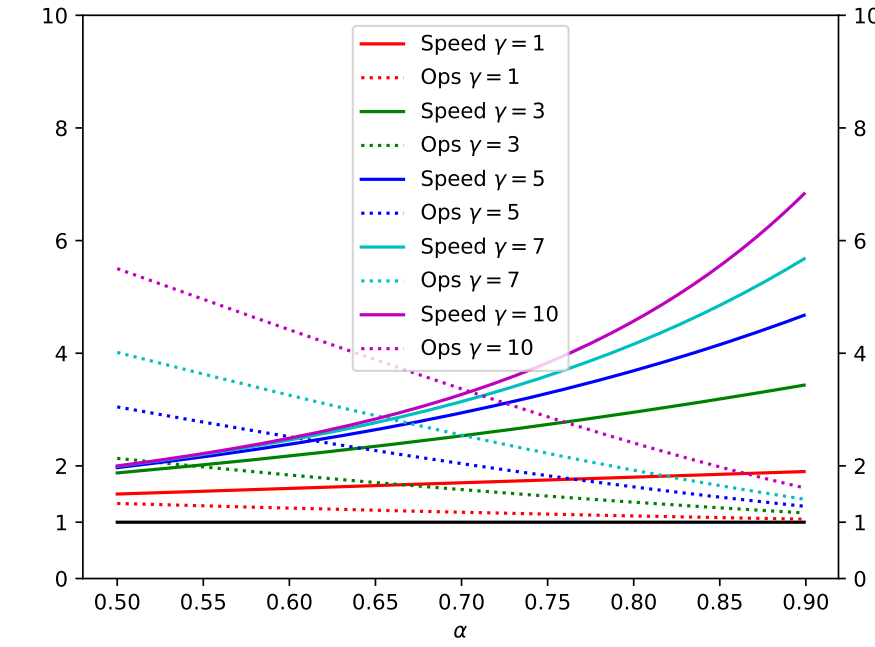 10
8
6
4
2
1
0
10
8
6
4
2
1
0
Speed γ = 1
Ops γ = 1
Speed γ = 3
Ops γ = 3
Speed γ = 5
Ops γ = 5
Speed γ = 7
Ops γ = 7
Speed γ = 10
Ops γ = 10
0.50 0.55 0.60 0.65 0.70 0.75 0.80 0.85 0.90
α